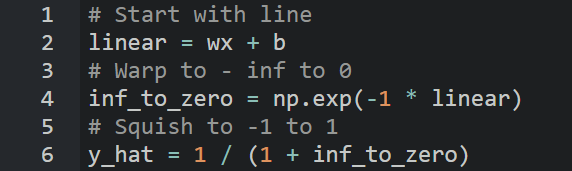 1 # Start with line
2 linear = wx + b
3 # Warp to - inf to 0
4 inf_to_zero = np.exp(-1 * linear)
5 # Squish to -1 to 1
6 y_hat = 1 / (1 + inf_to_zero)